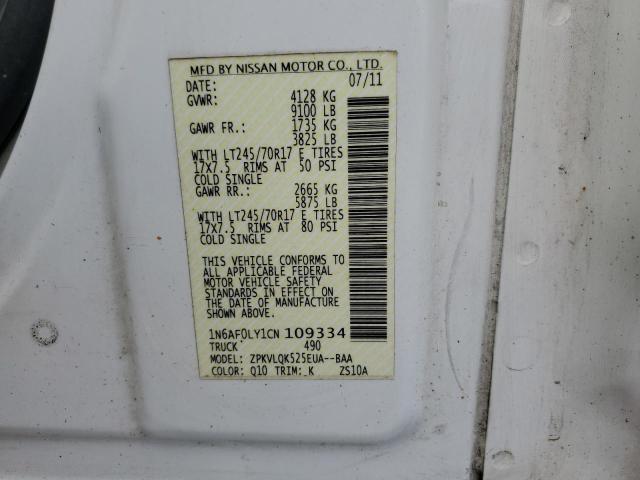 MFD BY NISSAN MOTOR CO., LTD.
DATE: 07/11
GVWR: 4128 KG
9100 LB
GAWR FR.: 1735 KG
3825 LB
WITH LT245/70R17 E TIRES
17X7.5 RIMS AT 50 PSI
COLD SINGLE
GAWR RR.: 2665 KG
5875 LB
WITH LT245/70R17 E TIRES
17X7.5 RIMS AT 80 PSI
COLD SINGLE
THIS VEHICLE CONFORMS TO
ALL APPLICABLE FEDERAL
MOTOR VEHICLE SAFETY
STANDARDS IN EFFECT ON
THE DATE OF MANUFACTURE
SHOWN ABOVE.
1N6AF0LY1CN 109334
TRUCK 490
MODEL: ZPKVLQK525EUA--BAA
COLOR: Q10 TRIM: K ZS10A